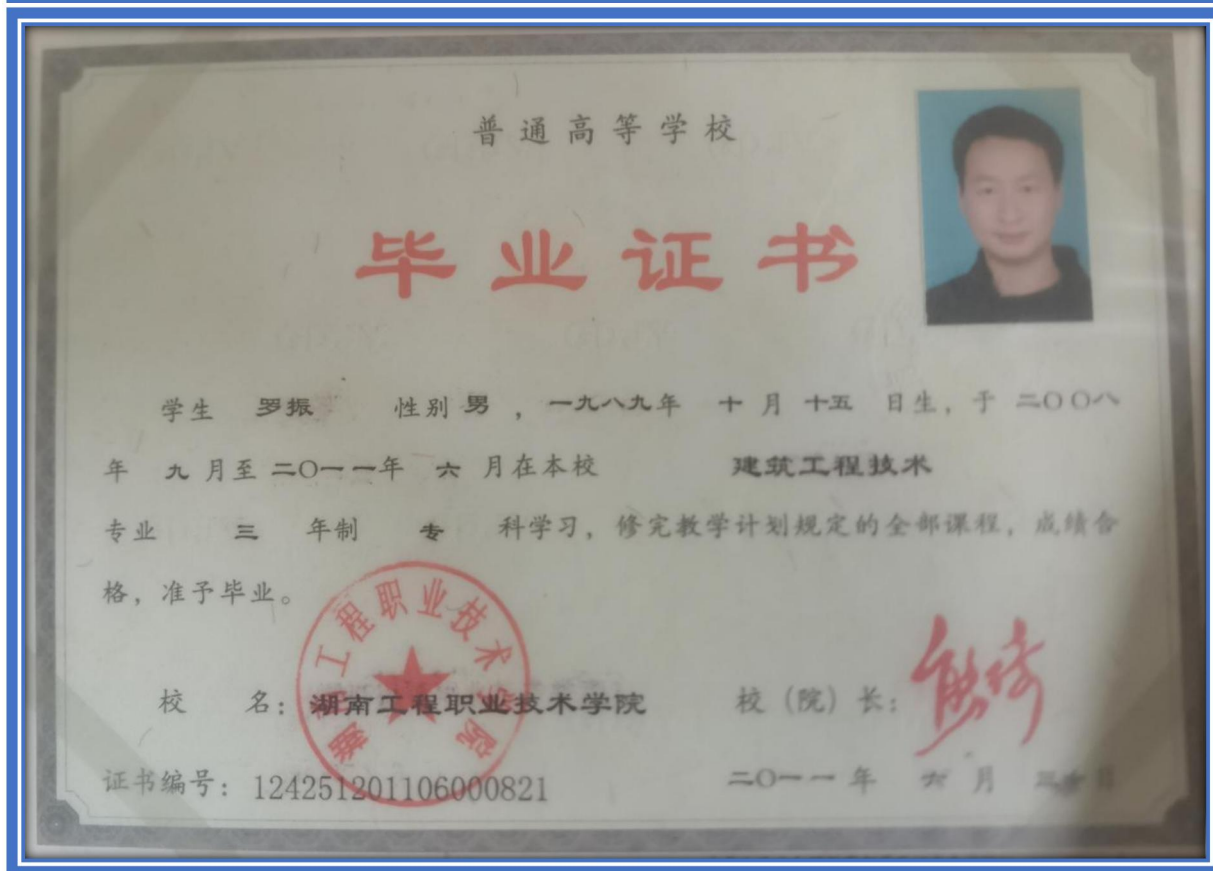 普通高等学校
毕业证书
学生 罗振 性别 男 ，一九八九年 十 月 十五 日生，于 二〇〇八
年 九 月至 二〇一一年 六 月在本校 建筑工程技术
专业 三 年制 专 科学习，修完教学计划规定的全部课程，成绩合
格，准予毕业。
湖南工程职业技术学院
校 名：湖南工程职业技术学院 校（院）长：
证书编号：124251201106000821 二〇一一年 六 月 日